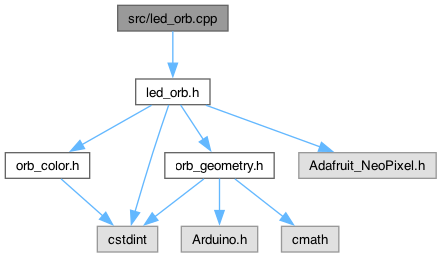 src/led_orb.cpp
led_orb.h
orb_color.h
orb_geometry.h
Adafruit_NeoPixel.h
cstdint
Arduino.h
cmath